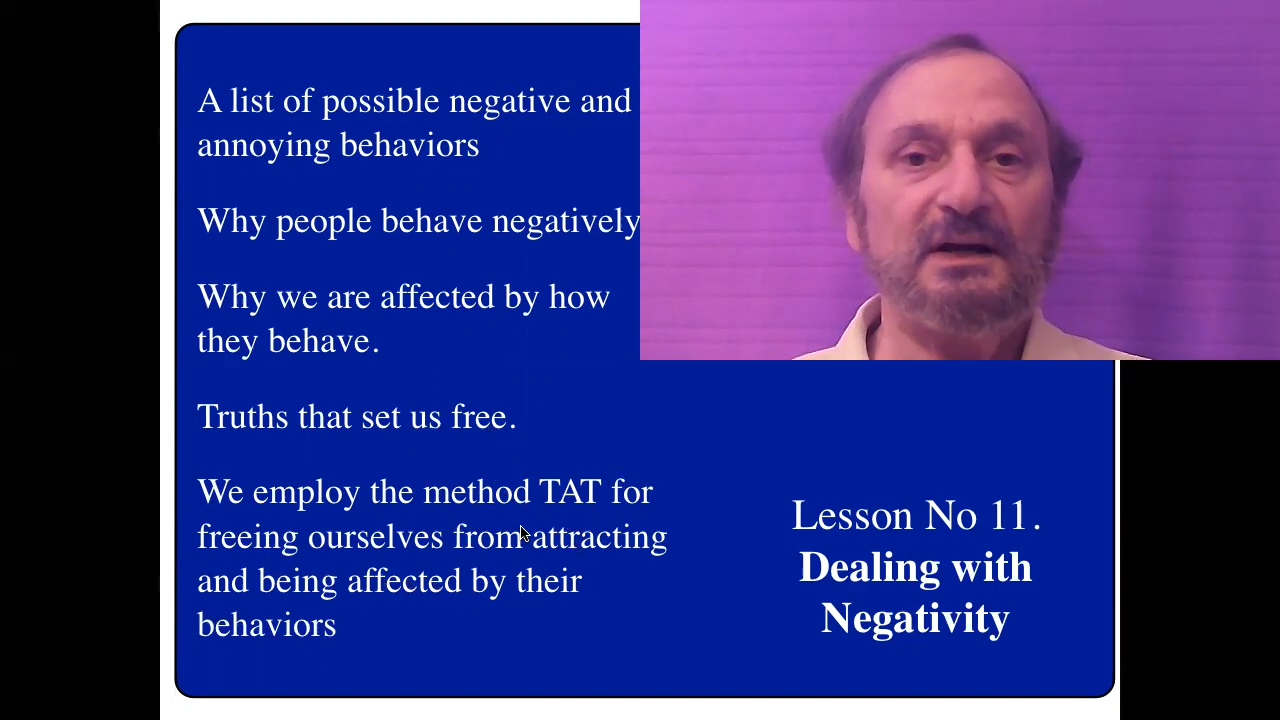 A list of possible negative and
annoying behaviors
Why people behave negatively
Why we are affected by how
they behave.
Truths that set us free.
We employ the method TAT for
freeing ourselves from attracting
and being affected by their
behaviors
Lesson No 11.
Dealing with
Negativity